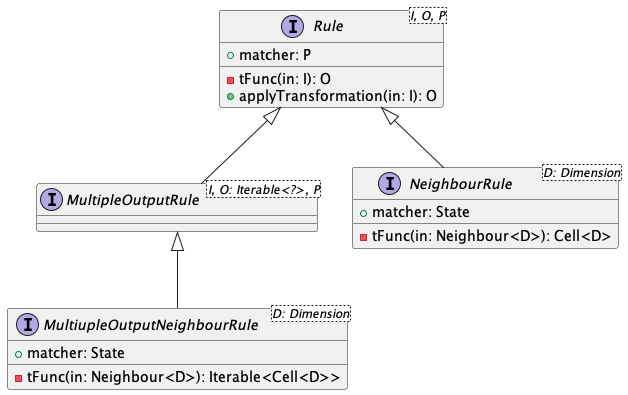 I Rule
I, O, P
matcher: P
tFunc(in: I): O
applyTransformation(in: I): O
I MultipleOutputRule
I, O: Iterable<?>, P
I NeighbourRule
D: Dimension
matcher: State
tFunc(in: Neighbour<D>): Cell<D>
I MultiupleOutputNeighbourRule
D: Dimension
matcher: State
tFunc(in: Neighbour<D>): Iterable<Cell<D>>